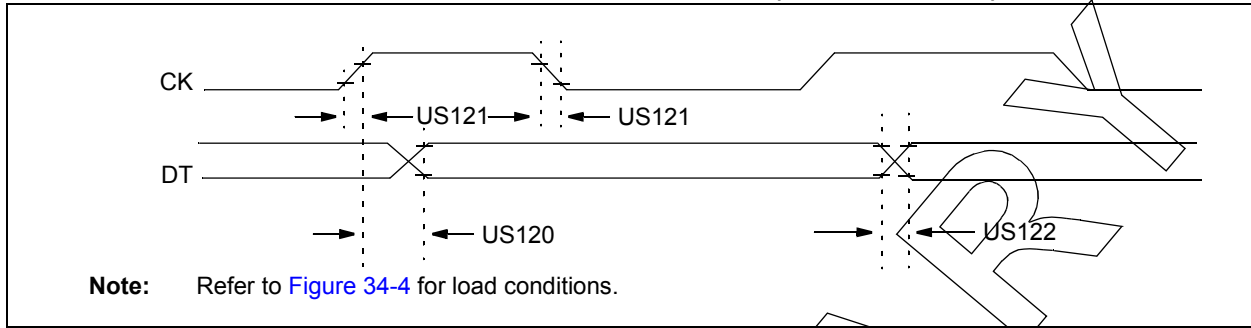 CK
US121 US121
DT
US120 US122
Note: Refer to Figure 34-4 for load conditions.